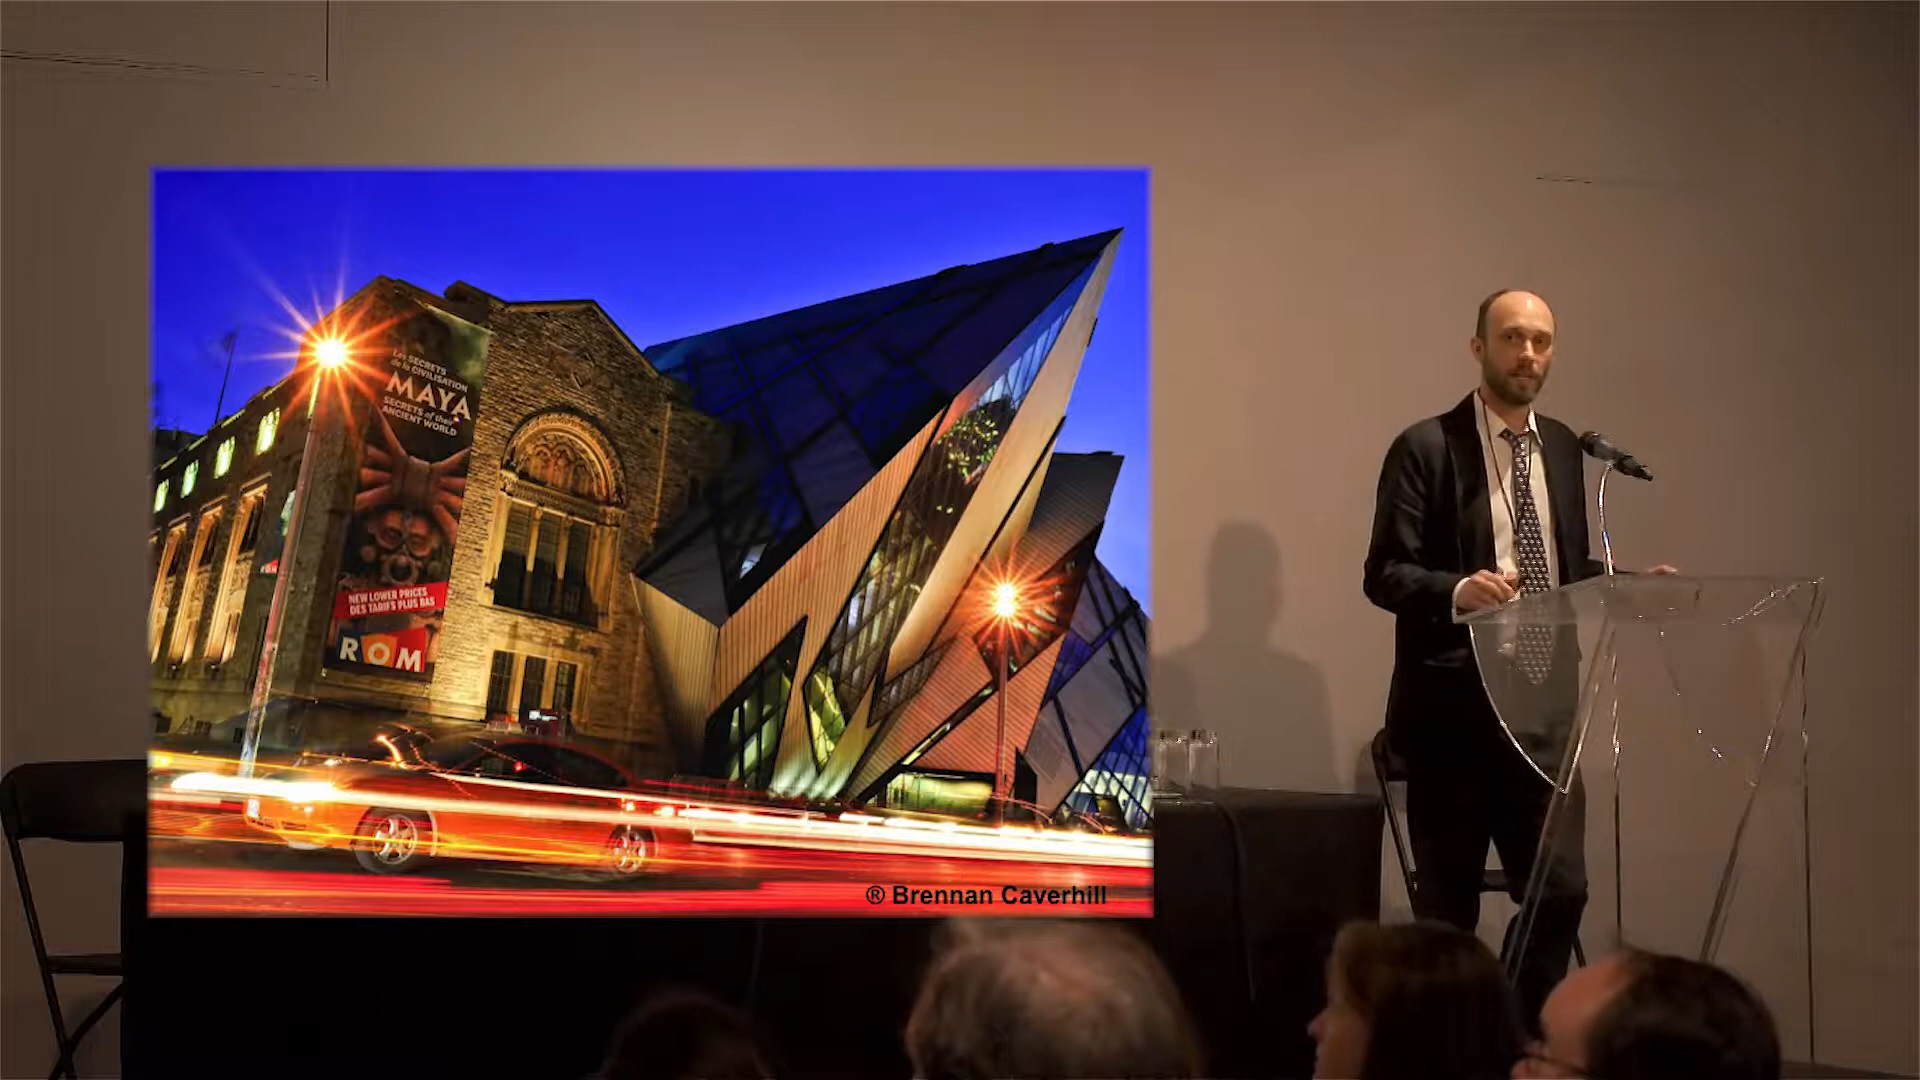 Les SECRETS
de la CIVILISATION
MAYA
SECRETS of their
ANCIENT WORLD
NEW LOWER PRICES
DES TARIFS PLUS BAS
ROM
® Brennan Caverhill